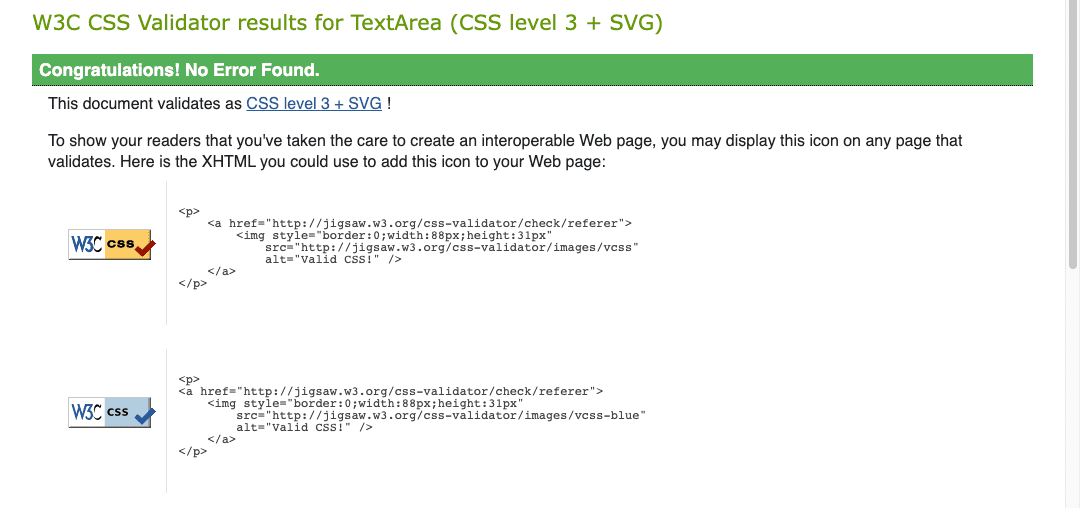 W3C CSS Validator results for TextArea (CSS level 3 + SVG)
Congratulations! No Error Found.
This document validates as CSS level 3 + SVG !
To show your readers that you've taken the care to create an interoperable Web page, you may display this icon on any page that
validates. Here is the XHTML you could use to add this icon to your Web page:
W3C css
<p>
<a href="http://jigsaw.w3.org/css-validator/check/referer">
<img style="border:0;width:88px;height:31px"
src="http://jigsaw.w3.org/css-validator/images/vcss"
alt="Valid CSS!" />
</a>
</p>
W3C css
<p>
<a href="http://jigsaw.w3.org/css-validator/check/referer">
<img style="border:0;width:88px;height:31px"
src="http://jigsaw.w3.org/css-validator/images/vcss-blue"
alt="Valid CSS!" />
</a>
</p>